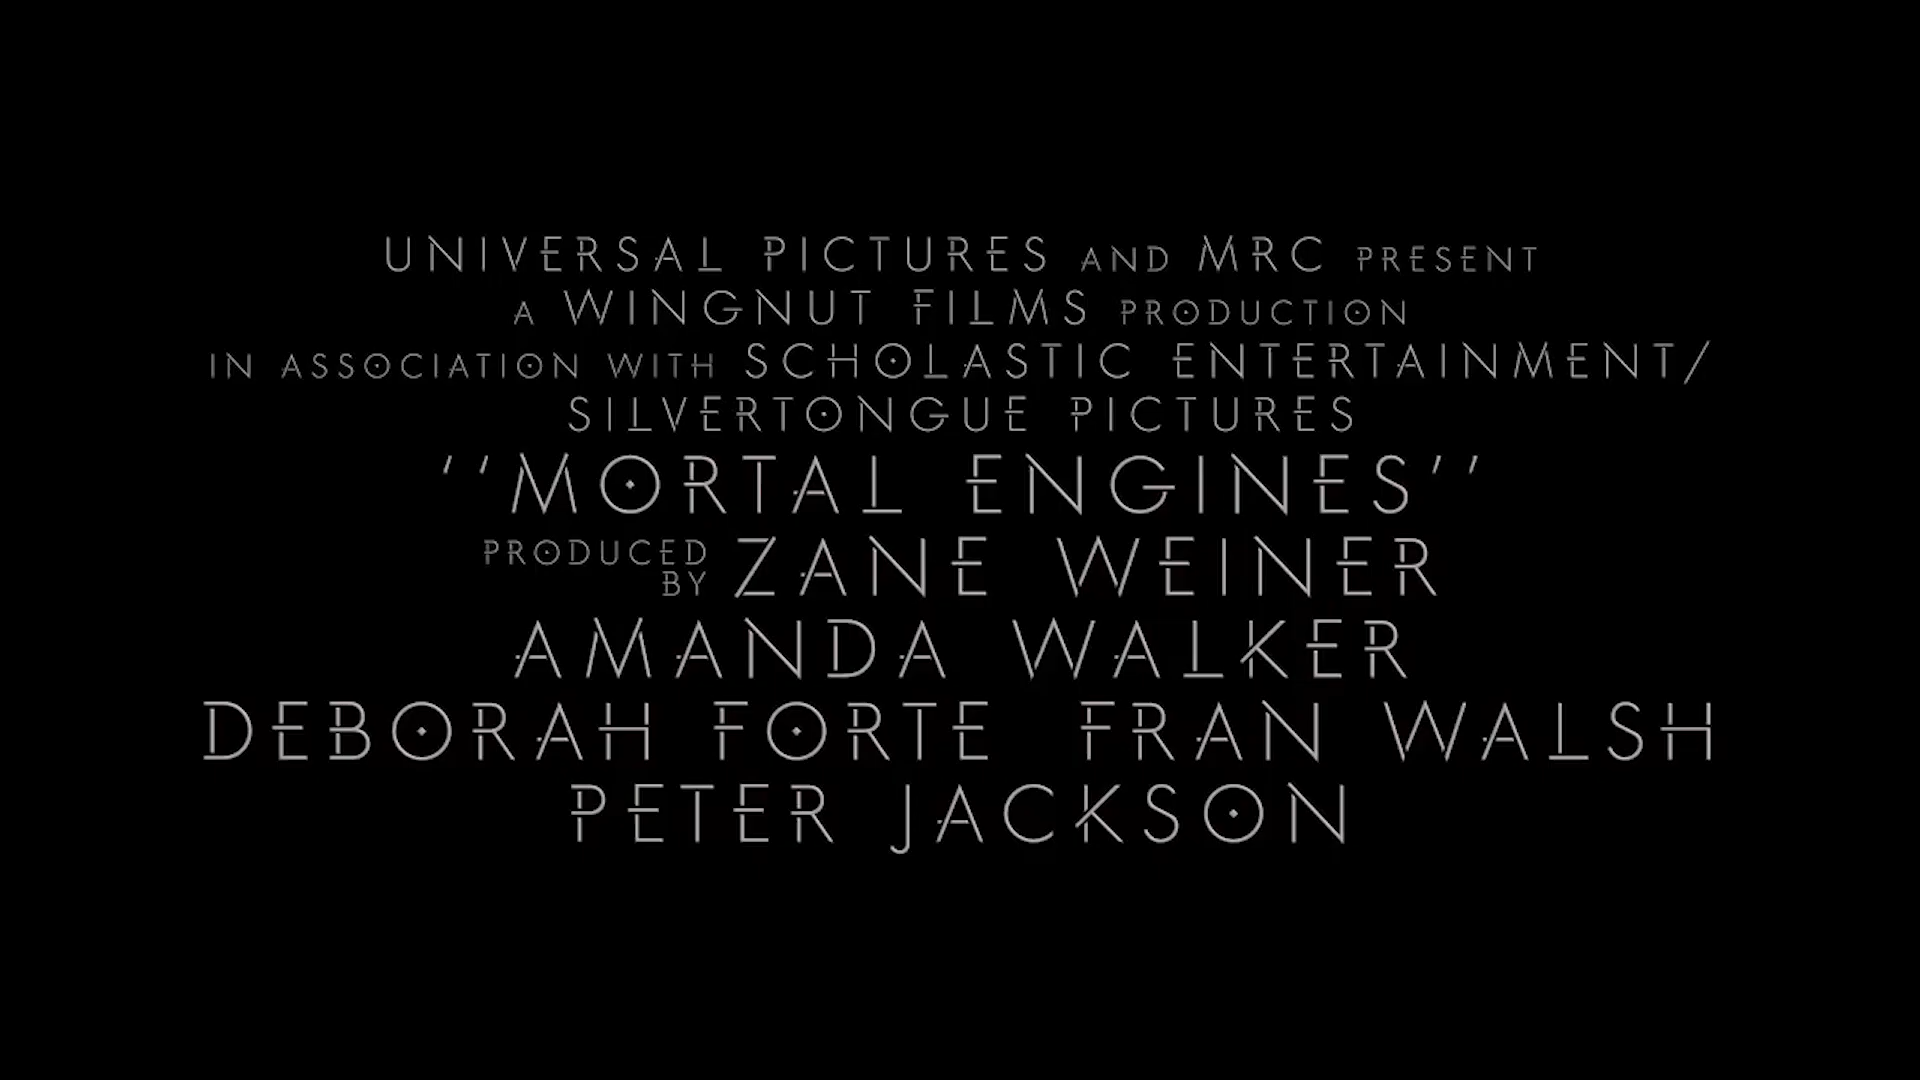 UNIVERSAL PICTURES AND MRC PRESENT
A WINGNUT FILMS PRODUCTION
IN ASSOCIATION WITH SCHOLASTIC ENTERTAINMENT/
SILVERTONGUE PICTURES
''MORTAL ENGINES''
PRODUCED BY ZANE WEINER
AMANDA WALKER
DEBORAH FORTE FRAN WALSH
PETER JACKSON